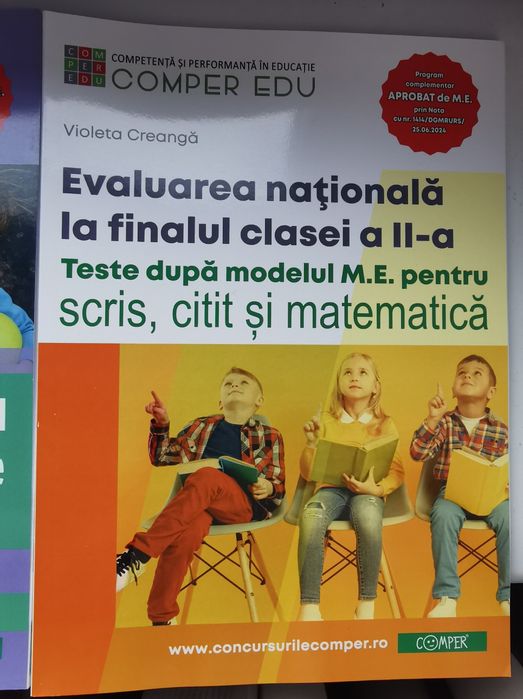 COM
PER
EDU
COMPETENȚĂ ȘI PERFORMANȚĂ ÎN EDUCAȚIE
COMPER EDU
Program
complementar
APROBAT de M.E.
prin Nota
cu nr. 1414/DOMRURS/
25.06.2024
Violeta Creangă
Evaluarea naţională
la finalul clasei a II-a
Teste după modelul M.E. pentru
scris, citit și matematică
www.concursurilecomper.ro
COMPER